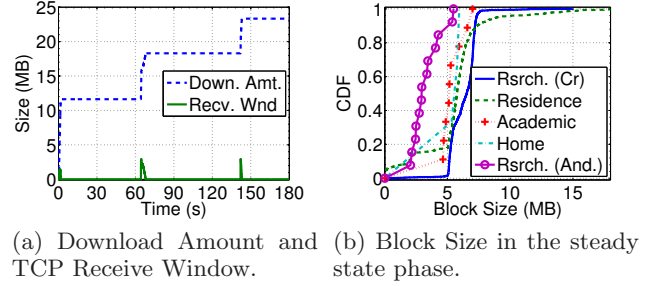 25
20
15
10
5
0
Size (MB)
Down. Amt.
Recv. Wnd
0 30 60 90 120 150 180
Time (s)
1
0.8
0.6
0.4
0.2
0
CDF
Rsrch. (Cr)
Residence
Academic
Home
Rsrch. (And.)
0 5 10 15
Block Size (MB)
(a) Download Amount and
TCP Receive Window.
(b) Block Size in the steady
state phase.